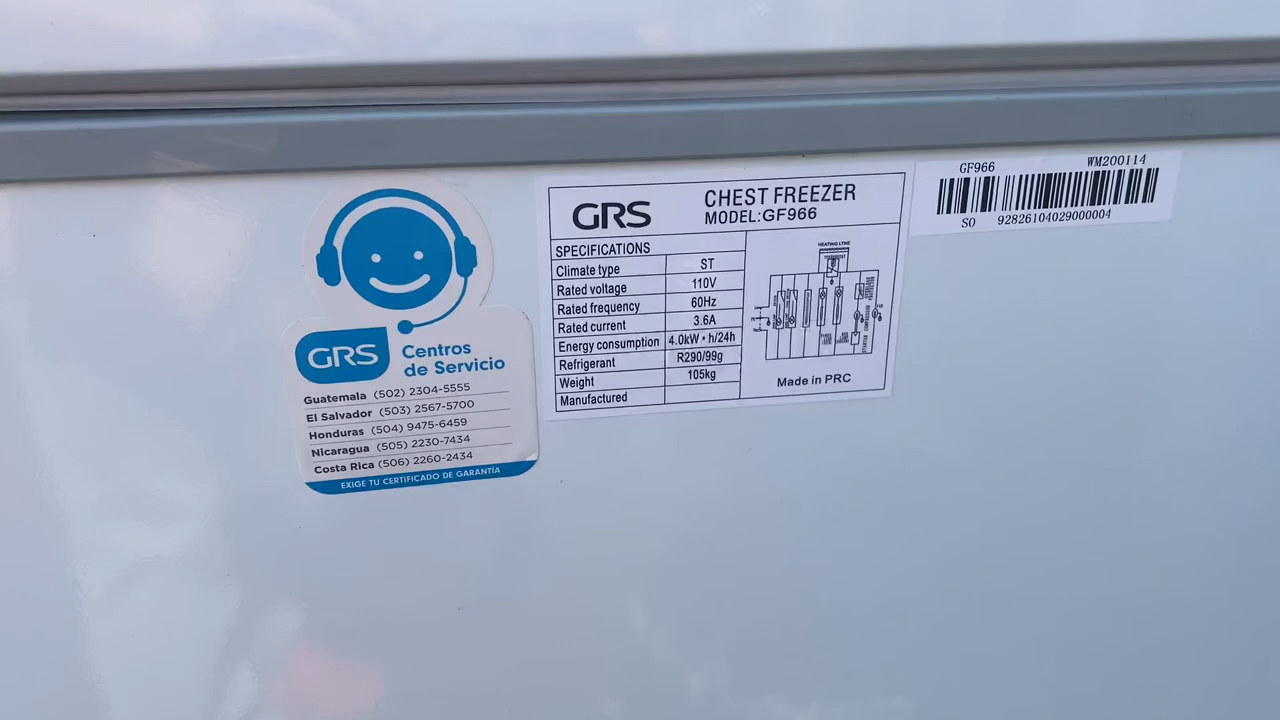 GRS
Centros
de Servicio
Guatemala (502) 2304-5555
El Salvador (503) 2567-5700
Honduras (504) 9475-6459
Nicaragua (505) 2230-7434
Costa Rica (506) 2260-2434
EXIGE TU CERTIFICADO DE GARANTÍA
GRS
CHEST FREEZER
MODEL:GF966
SPECIFICATIONS
Climate type ST
Rated voltage 110V
Rated frequency 60Hz
Rated current 3.6A
Energy consumption 4.0kW·h/24h
Refrigerant R290/99g
Weight 105kg
Manufactured
Made in PRC
GF966 WM200114
SO 92826104029000004